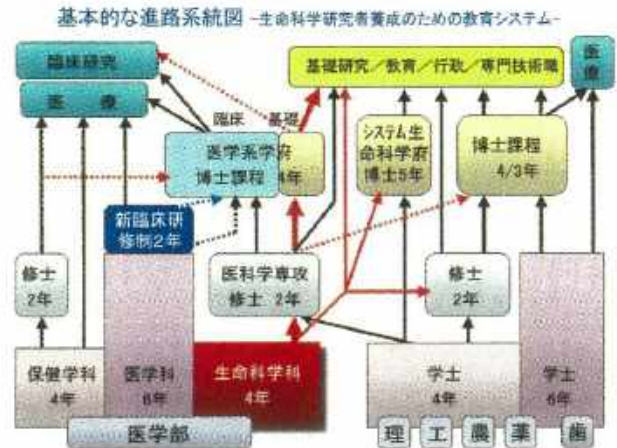 基本的な進路系統図 -生命科学研究者養成のための教育システム-
臨床研究
医 療
基礎研究／教育／行政／専門技術職
医療
臨床 基礎
医学系学府
博士課程 4年
システム生
命科学府
博士5年
博士課程
4/3年
新臨床研
修制2年
修士
2年
医科学専攻
修士 2年
修士
2年
保健学科
4年
医学科
6年
生命科学科
4年
学士
4年
学士
6年
医学部
理 工 農 薬 歯